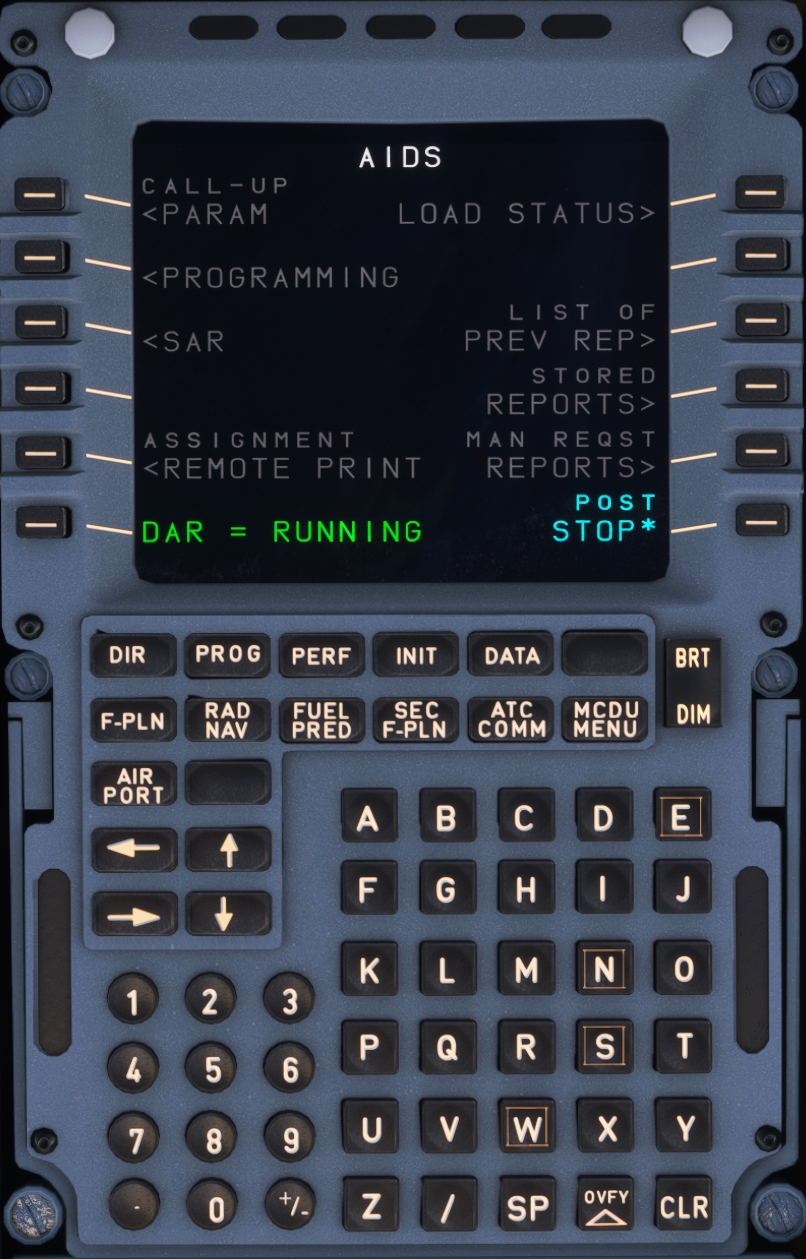 AIDS
CALL-UP
<PARAM LOAD STATUS>
<PROGRAMMING
LIST OF
<SAR PREV REP>
STORED
REPORTS>
ASSIGNMENT MAN REQST
<REMOTE PRINT REPORTS>
POST
DAR = RUNNING STOP*
DIR PROG PERF INIT DATA BRT
DIM
F-PLN RAD NAV FUEL PRED SEC F-PLN ATC COMM MCDU MENU
AIR PORT
← ↑
→ ↓
A B C D E
F G H I J
K L M N O
1 2 3
P Q R S T
4 5 6
U V W X Y
7 8 9
Z / SP OVFY CLR
. 0 +/-